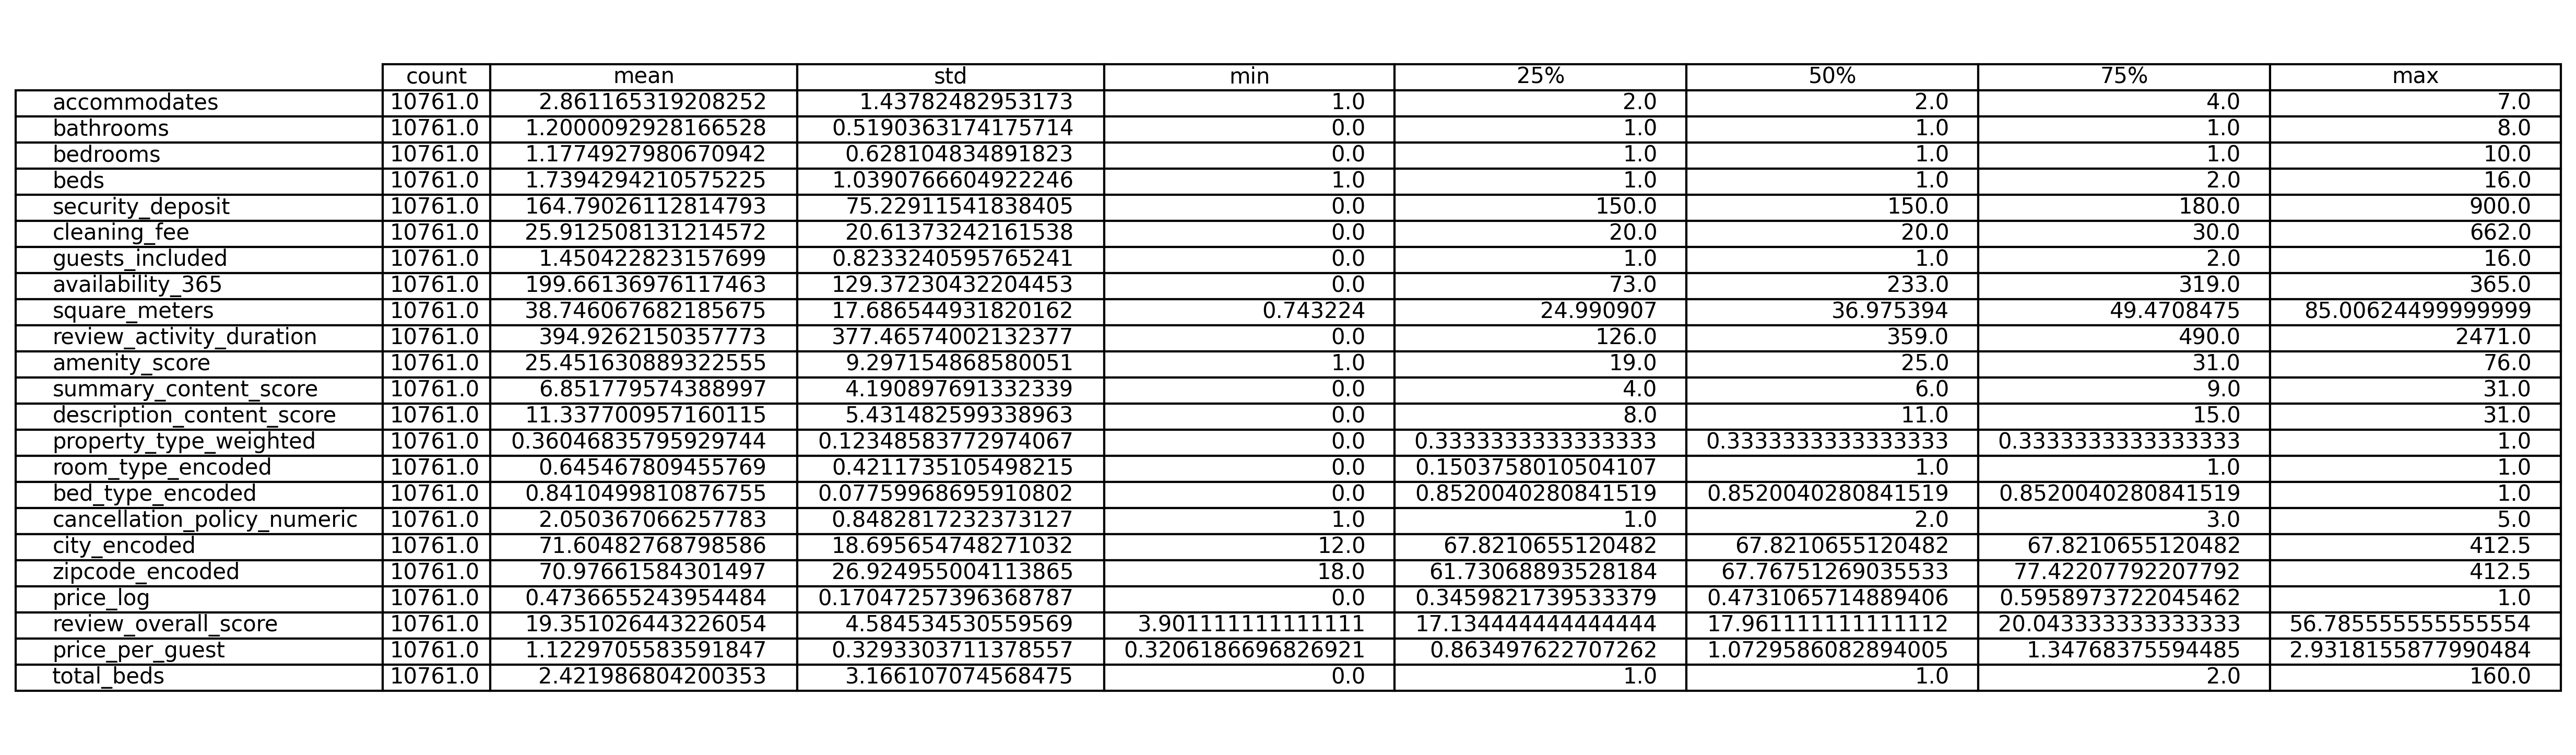 count mean std min 25% 50% 75% max
accommodates 10761.0 2.861165319208252 1.43782482953173 1.0 2.0 2.0 4.0 7.0
bathrooms 10761.0 1.2000092928166528 0.5190363174175714 0.0 1.0 1.0 1.0 8.0
bedrooms 10761.0 1.1774927980670942 0.628104834891823 0.0 1.0 1.0 1.0 10.0
beds 10761.0 1.7394294210575225 1.0390766604922246 1.0 1.0 1.0 2.0 16.0
security_deposit 10761.0 164.79026112814793 75.22911541838405 0.0 150.0 150.0 180.0 900.0
cleaning_fee 10761.0 25.912508131214572 20.61373242161538 0.0 20.0 20.0 30.0 662.0
guests_included 10761.0 1.450422823157699 0.8233240595765241 0.0 1.0 1.0 2.0 16.0
availability_365 10761.0 199.66136976117463 129.37230432204453 0.0 73.0 233.0 319.0 365.0
square_meters 10761.0 38.746067682185675 17.686544931820162 0.743224 24.990907 36.975394 49.4708475 85.00624499999999
review_activity_duration 10761.0 394.9262150357773 377.46574002132377 0.0 126.0 359.0 490.0 2471.0
amenity_score 10761.0 25.451630889322555 9.297154868580051 1.0 19.0 25.0 31.0 76.0
summary_content_score 10761.0 6.851779574388997 4.190897691332339 0.0 4.0 6.0 9.0 31.0
description_content_score 10761.0 11.337700957160115 5.431482599338963 0.0 8.0 11.0 15.0 31.0
property_type_weighted 10761.0 0.36046835795929744 0.12348583772974067 0.0 0.3333333333333333 0.3333333333333333 0.3333333333333333 1.0
room_type_encoded 10761.0 0.645467809455769 0.4211735105498215 0.0 0.1503758010504107 1.0 1.0 1.0
bed_type_encoded 10761.0 0.8410499810876755 0.07759968695910802 0.0 0.8520040280841519 0.8520040280841519 0.8520040280841519 1.0
cancellation_policy_numeric 10761.0 2.050367066257783 0.8482817232373127 1.0 1.0 2.0 3.0 5.0
city_encoded 10761.0 71.60482768798586 18.695654748271032 12.0 67.8210655120482 67.8210655120482 67.8210655120482 412.5
zipcode_encoded 10761.0 70.97661584301497 26.924955004113865 18.0 61.73068893528184 67.76751269035533 77.42207792207792 412.5
price_log 10761.0 0.4736655243954484 0.17047257396368787 0.0 0.3459821739533379 0.4731065714889406 0.5958973722045462 1.0
review_overall_score 10761.0 19.351026443226054 4.584534530559569 3.901111111111111 17.134444444444444 17.961111111111112 20.043333333333333 56.785555555555554
price_per_guest 10761.0 1.1229705583591847 0.3293303711378557 0.3206186696826921 0.863497622707262 1.0729586082894005 1.34768375594485 2.9318155877990484
total_beds 10761.0 2.421986804200353 3.166107074568475 0.0 1.0 1.0 2.0 160.0